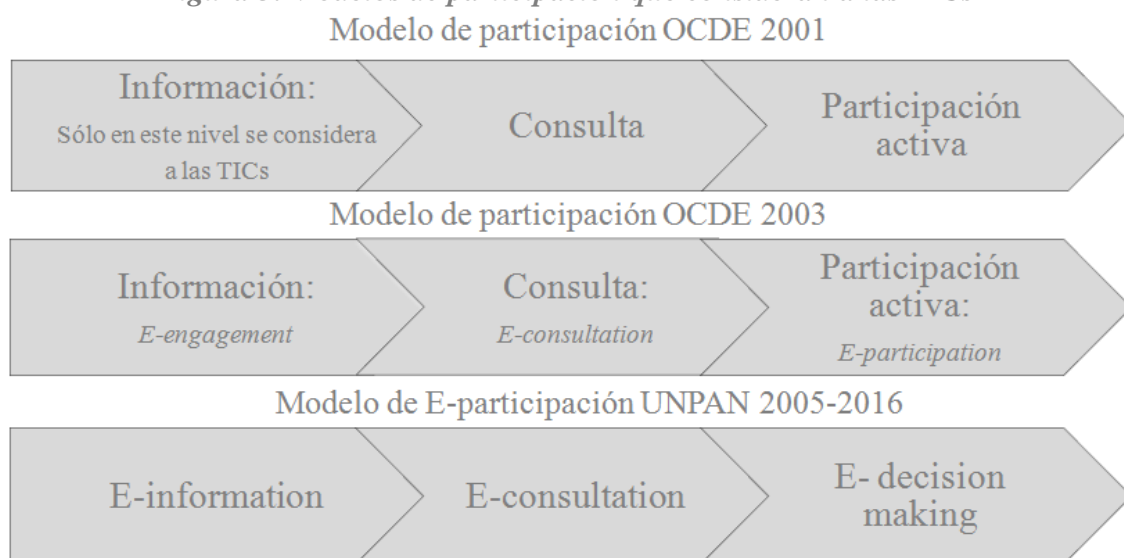 Modelo de participación OCDE 2001
Información:
Sólo en este nivel se considera
a las TICs
Consulta
Participación
activa
Modelo de participación OCDE 2003
Información:
E-engagement
Consulta:
E-consultation
Participación
activa:
E-participation
Modelo de E-participación UNPAN 2005-2016
E-information
E-consultation
E- decision
making